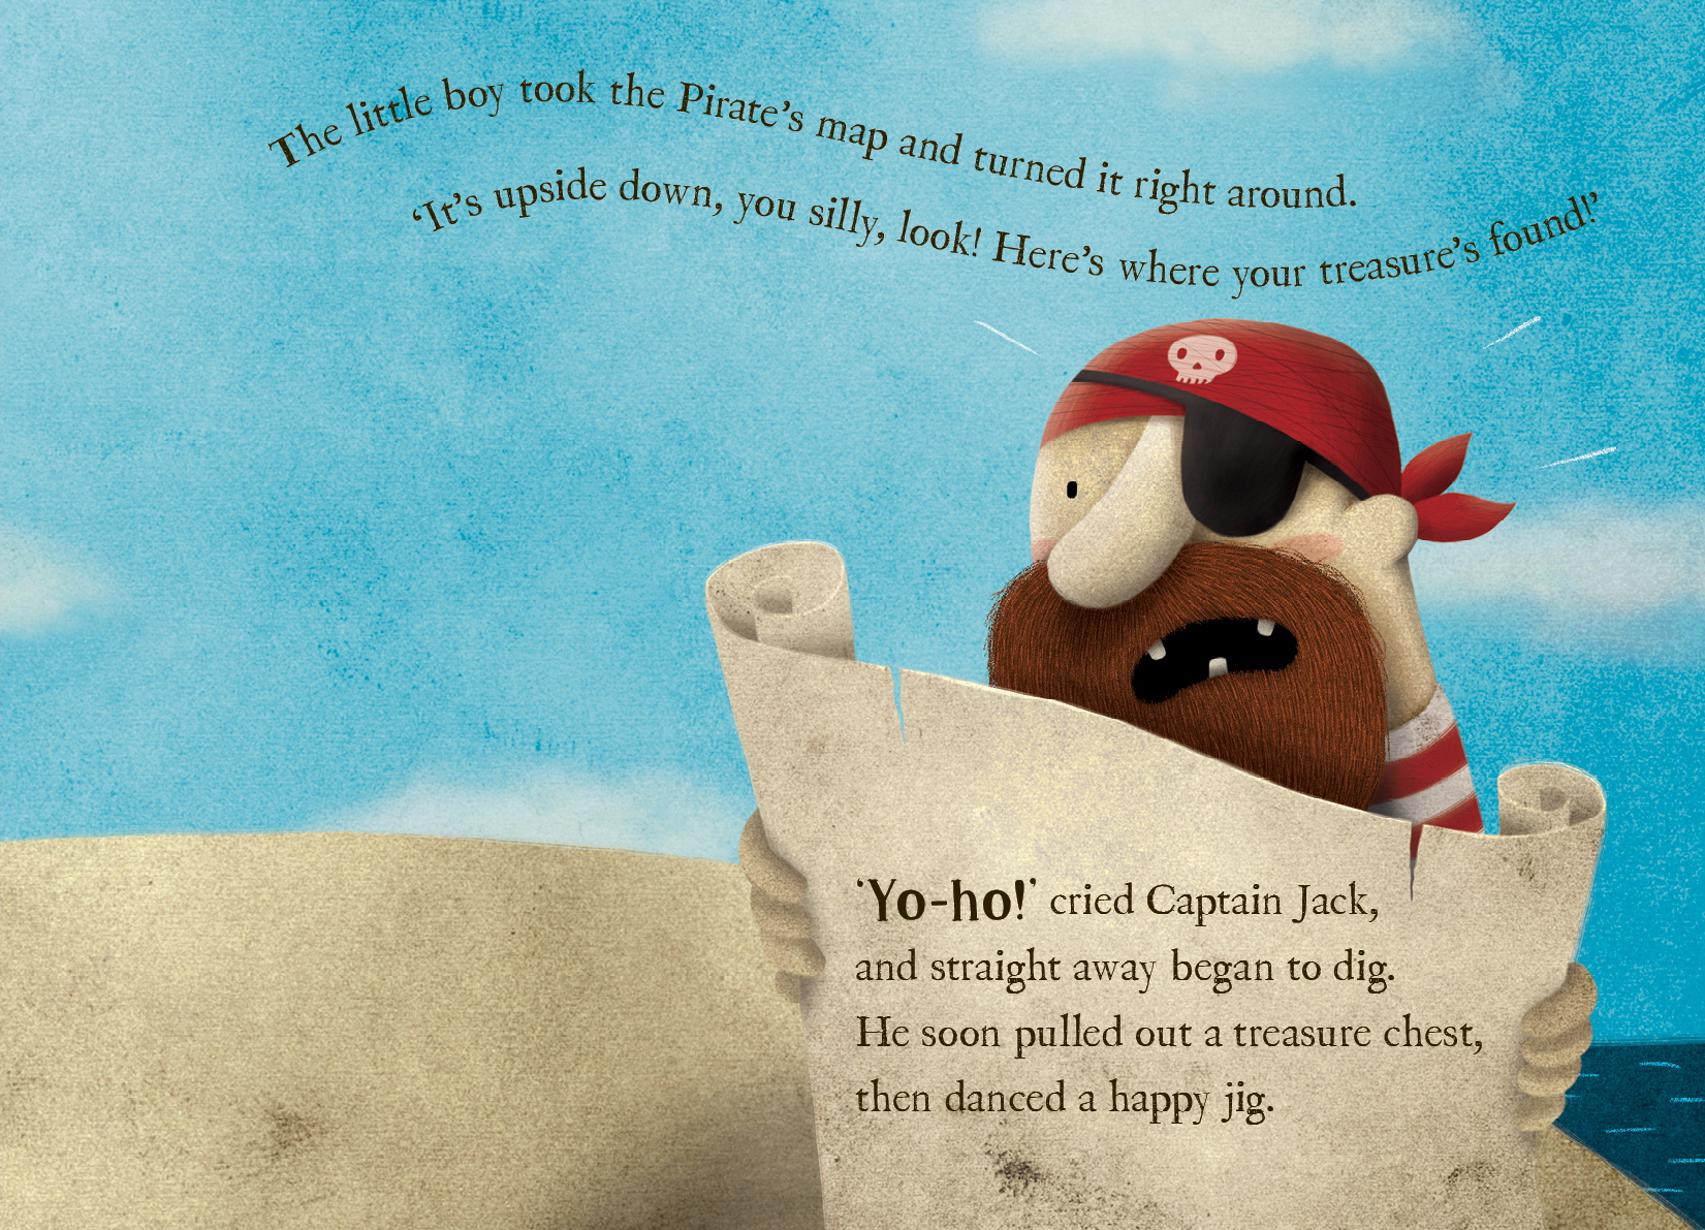 The little boy took the Pirate’s map and turned it right around.
‘It’s upside down, you silly, look! Here’s where your treasure’s found!’
‘Yo-ho!’ cried Captain Jack,
and straight away began to dig.
He soon pulled out a treasure chest,
then danced a happy jig.